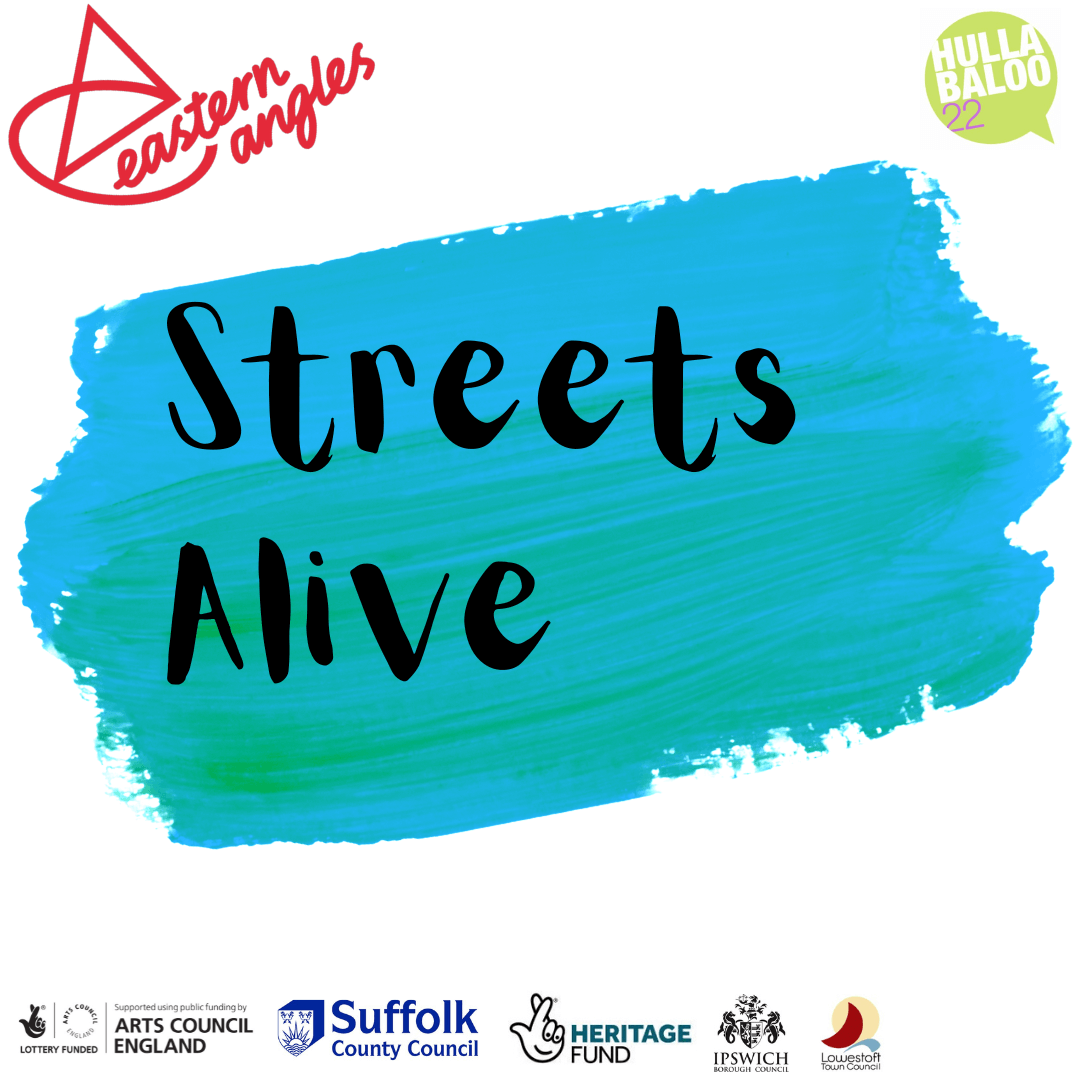 eastern
angles
HULLA
BALOO
22
Streets
Alive
LOTTERY FUNDED
ARTS COUNCIL
ENGLAND
Supported using public funding by
ARTS COUNCIL
ENGLAND
Suffolk
County Council
HERITAGE
FUND
IPSWICH
BOROUGH COUNCIL
Lowestoft
Town Council